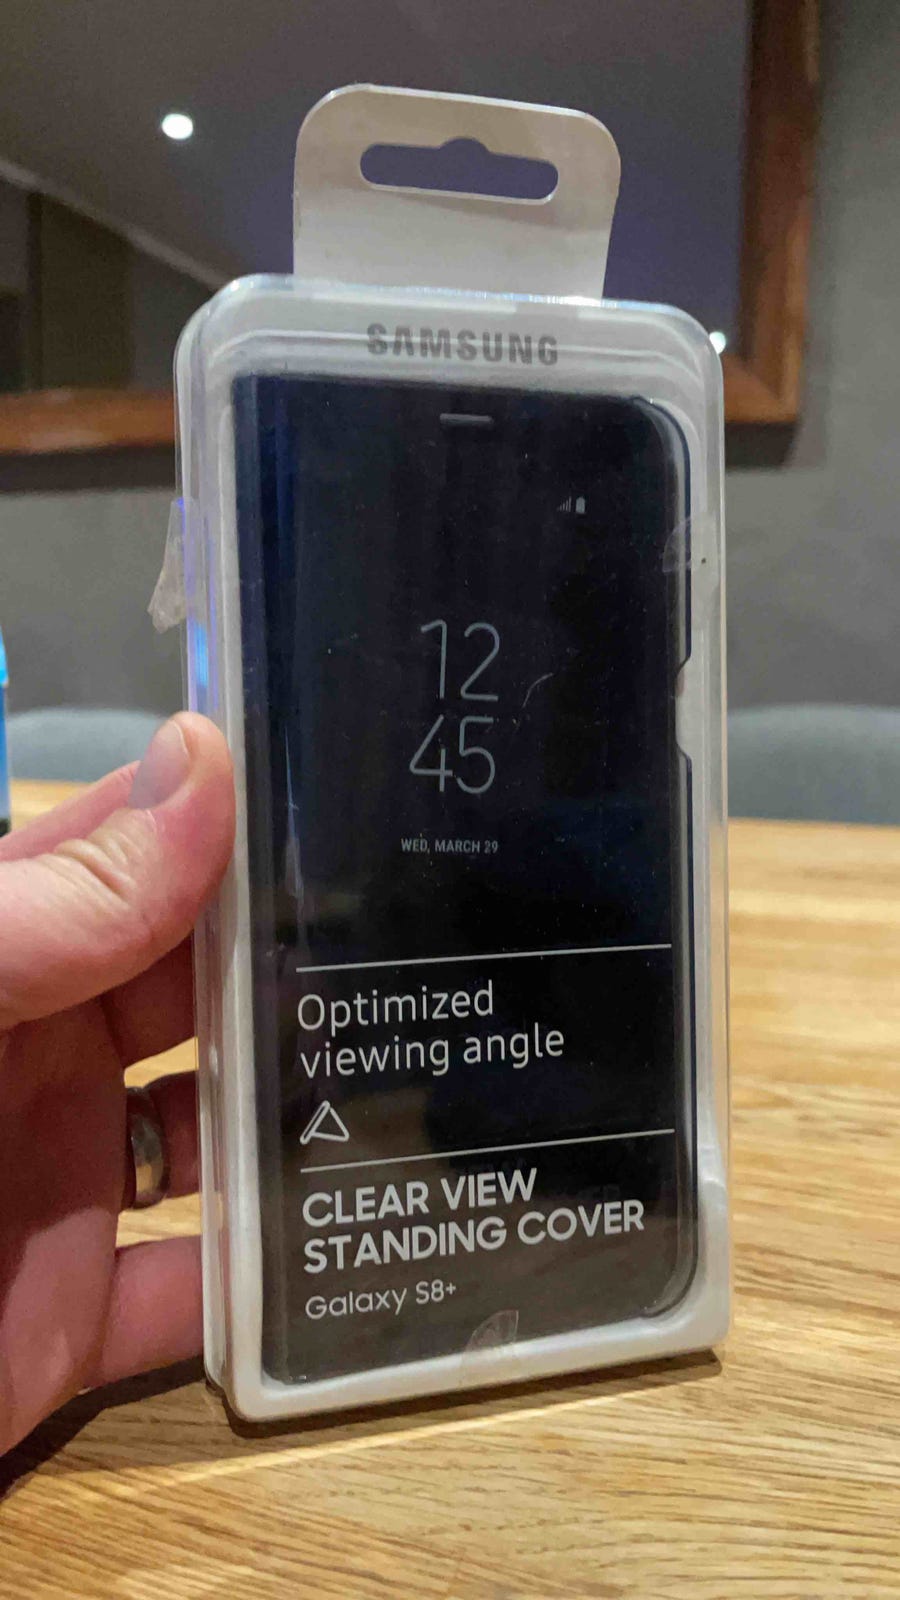 SAMSUNG
12
45
WED, MARCH 29
Optimized
viewing angle
CLEAR VIEW
STANDING COVER
Galaxy S8+